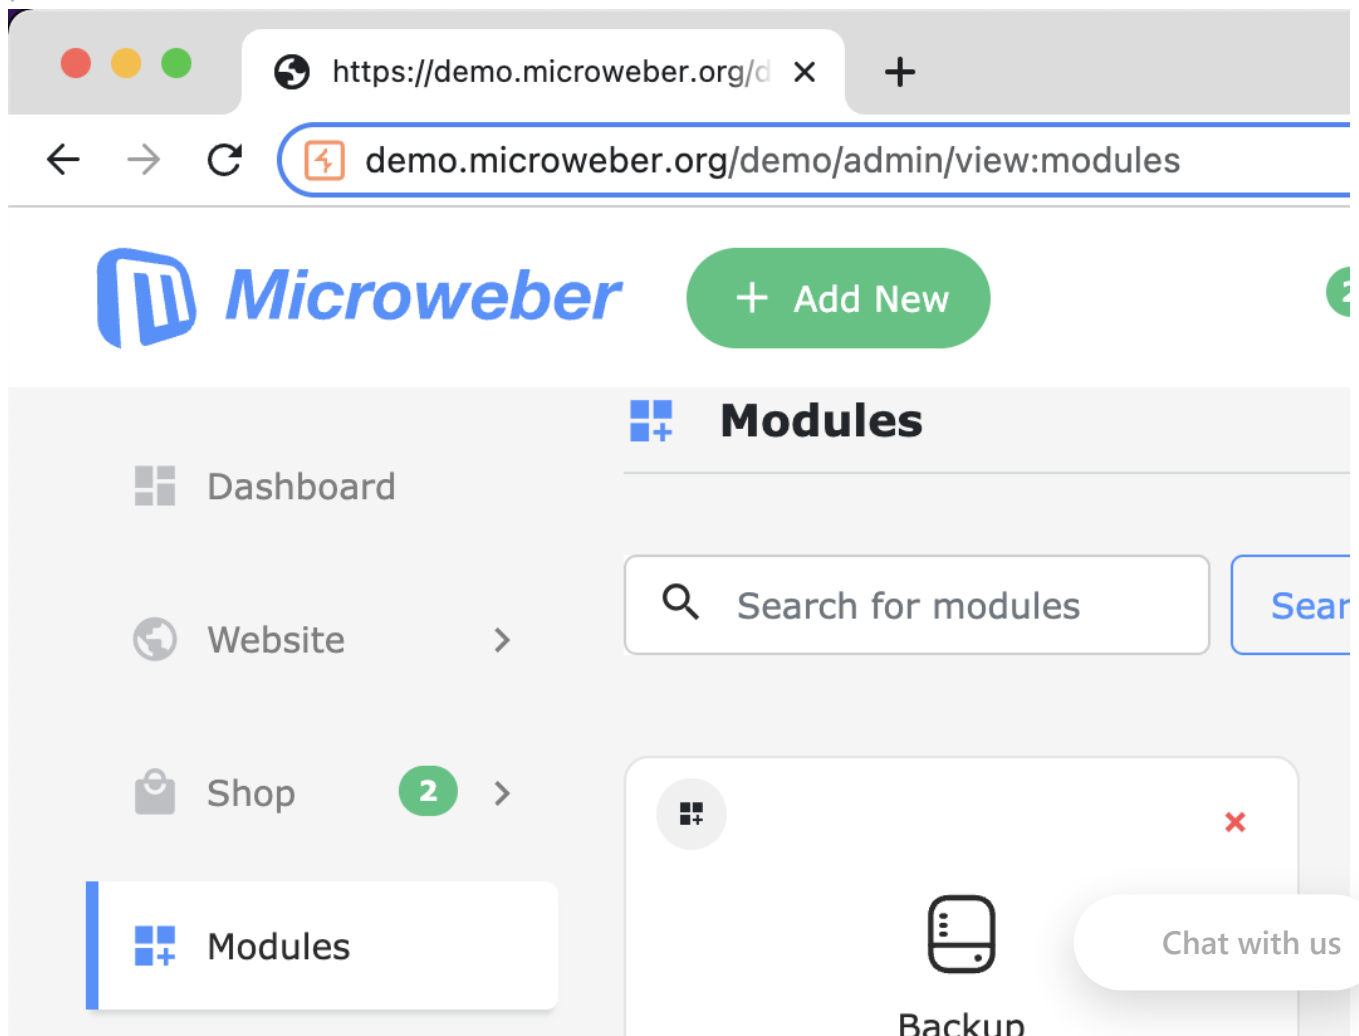 https://demo.microweber.org/d
demo.microweber.org/demo/admin/view:modules
Microweber
+ Add New
2
Modules
Dashboard
Search for modules
Sear
Website
Shop
2
Modules
Chat with us
Backup